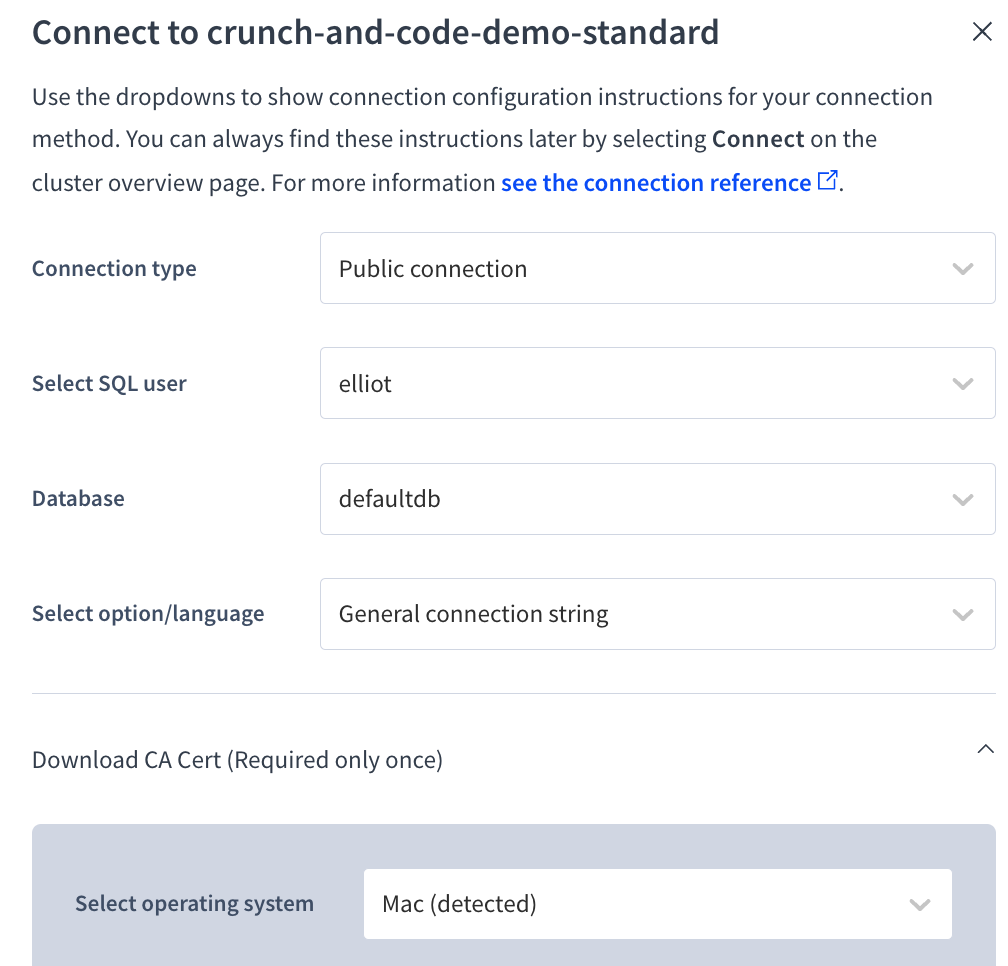 Connect to crunch-and-code-demo-standard
Use the dropdowns to show connection configuration instructions for your connection
method. You can always find these instructions later by selecting Connect on the
cluster overview page. For more information see the connection reference.
Connection type
Public connection
Select SQL user
elliot
Database
defaultdb
Select option/language
General connection string
Download CA Cert (Required only once)
Select operating system
Mac (detected)